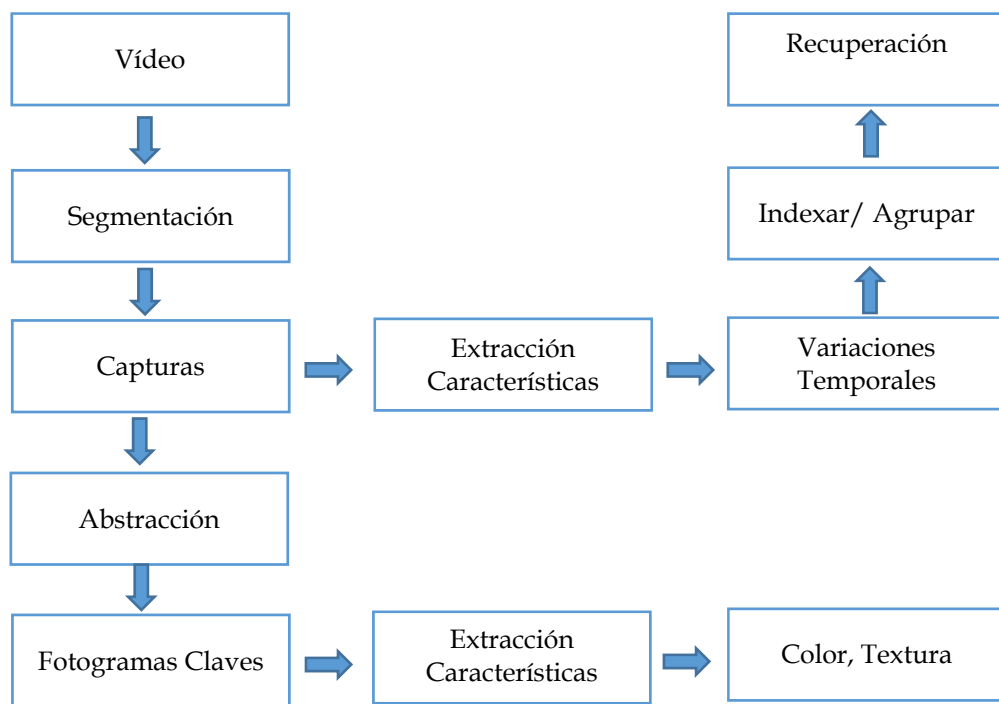 Vídeo
Recuperación
Segmentación
Indexar/ Agrupar
Capturas
Extracción
Características
Variaciones
Temporales
Abstracción
Fotogramas Claves
Extracción
Características
Color, Textura